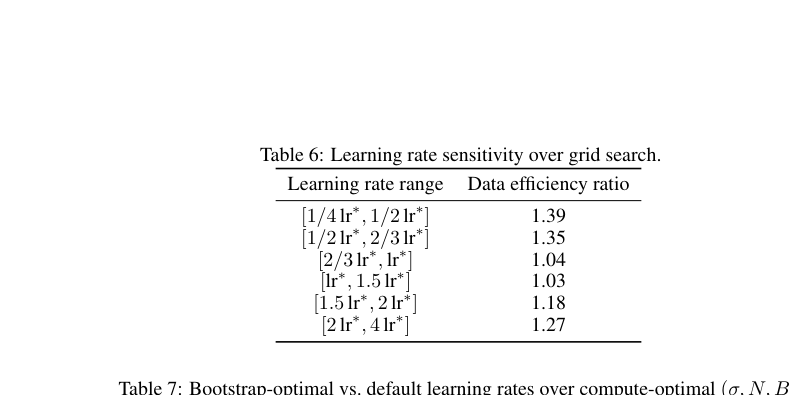 Table 6: Learning rate sensitivity over grid search.
Learning rate range Data efficiency ratio
[1/4 lr*, 1/2 lr*] 1.39
[1/2 lr*, 2/3 lr*] 1.35
[2/3 lr*, lr*] 1.04
[lr*, 1.5 lr*] 1.03
[1.5 lr*, 2 lr*] 1.18
[2 lr*, 4 lr*] 1.27
Table 7: Bootstrap-optimal vs. default learning rates over compute-optimal (σ, N, B